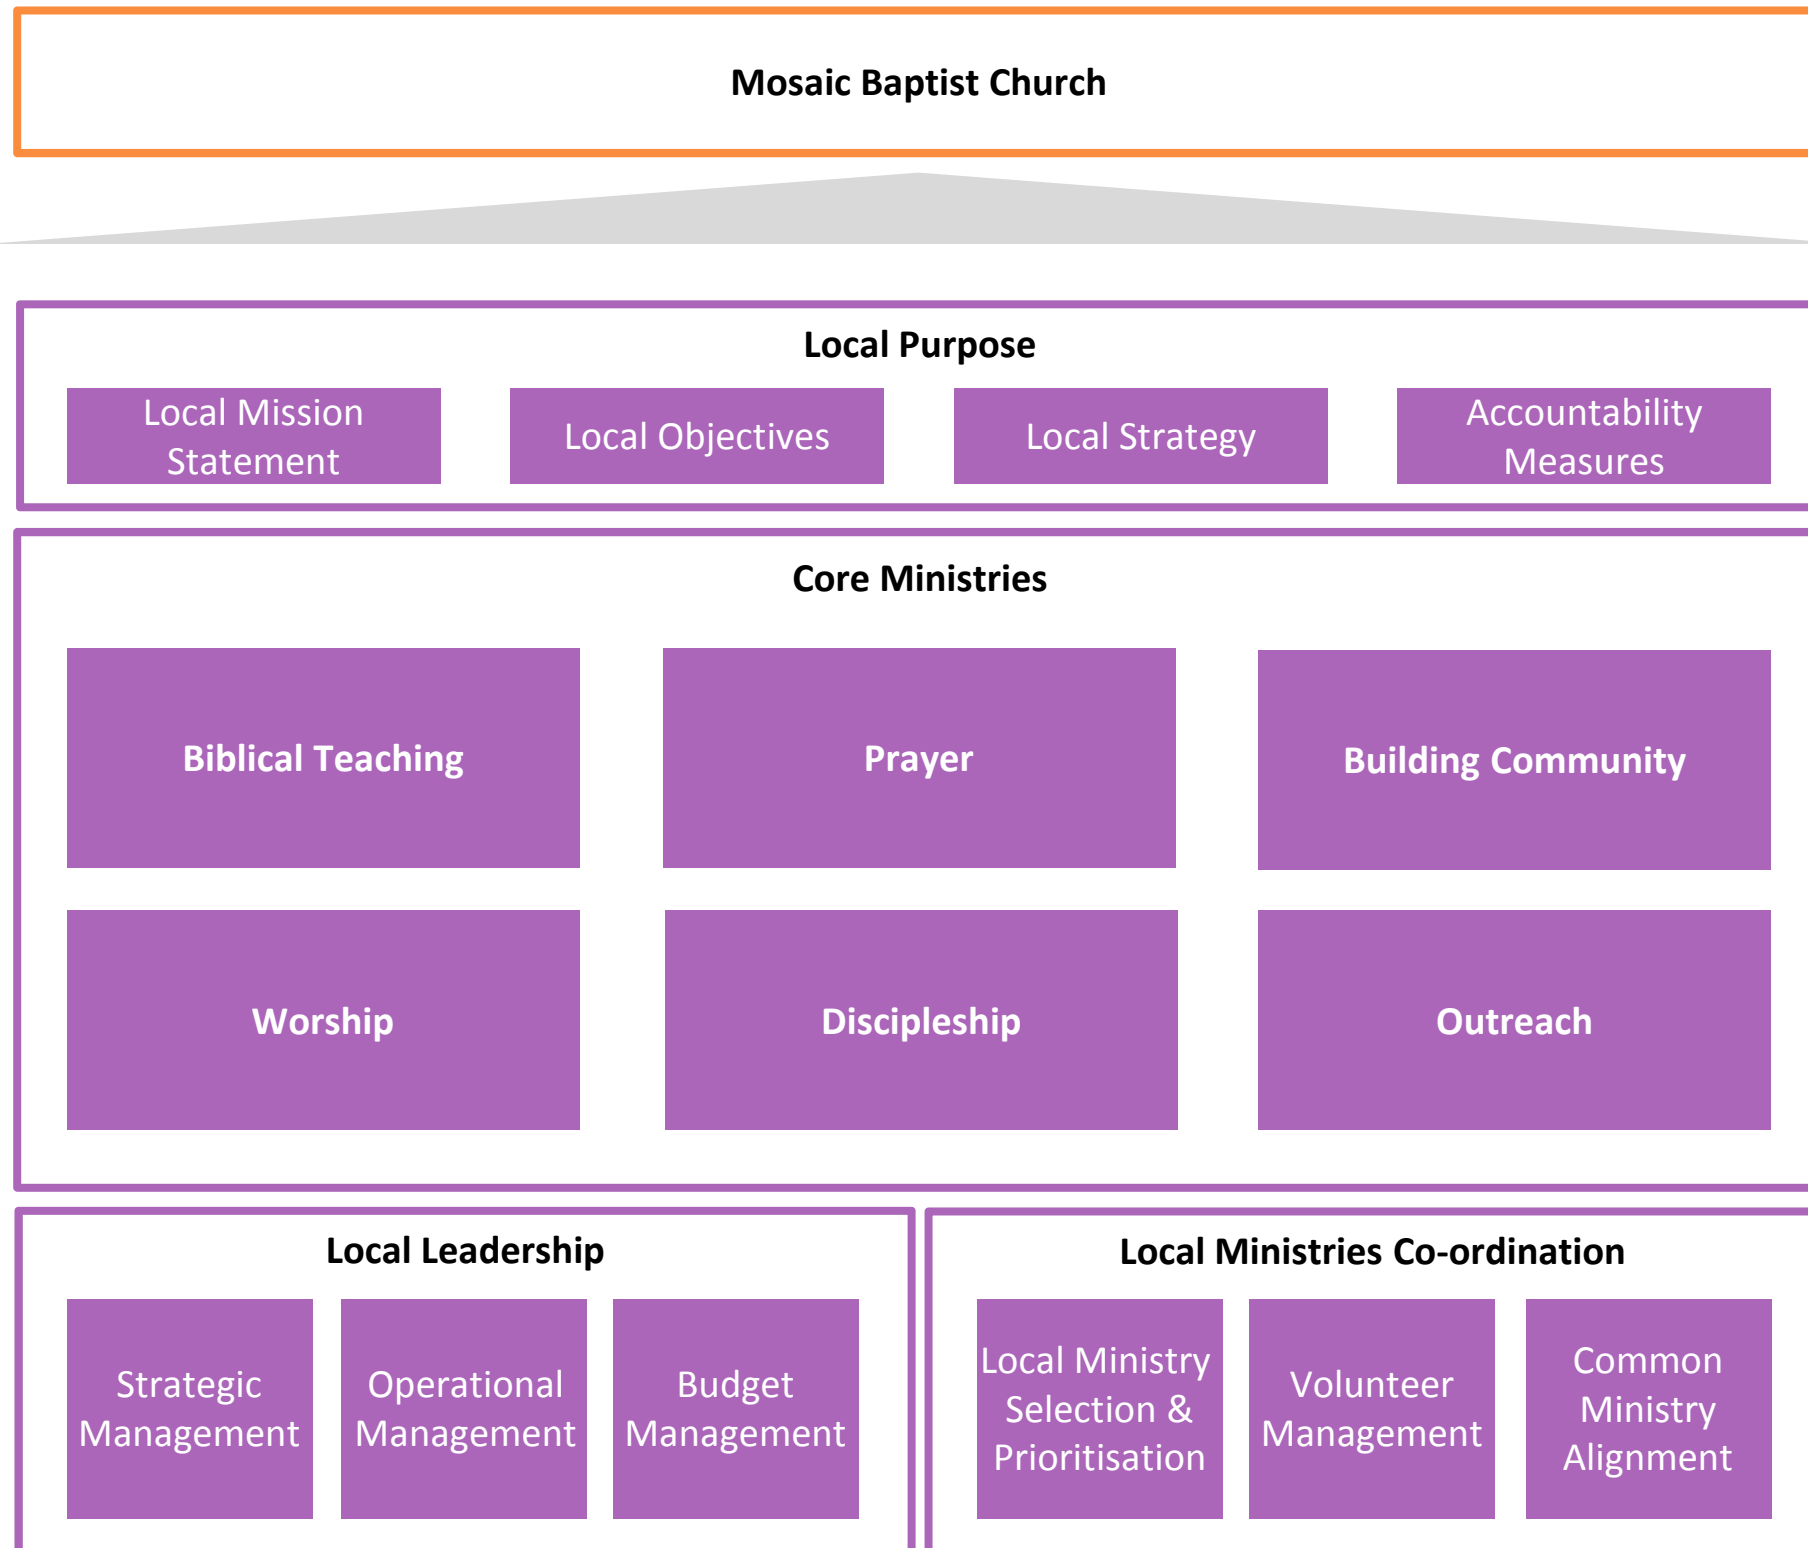 Mosaic Baptist Church
Local Purpose
Local Mission
Statement
Local Objectives
Local Strategy
Accountability
Measures
Core Ministries
Biblical Teaching
Prayer
Building Community
Worship
Discipleship
Outreach
Local Leadership
Strategic
Management
Operational
Management
Budget
Management
Local Ministries Co-ordination
Local Ministry
Selection &
Prioritisation
Volunteer
Management
Common
Ministry
Alignment